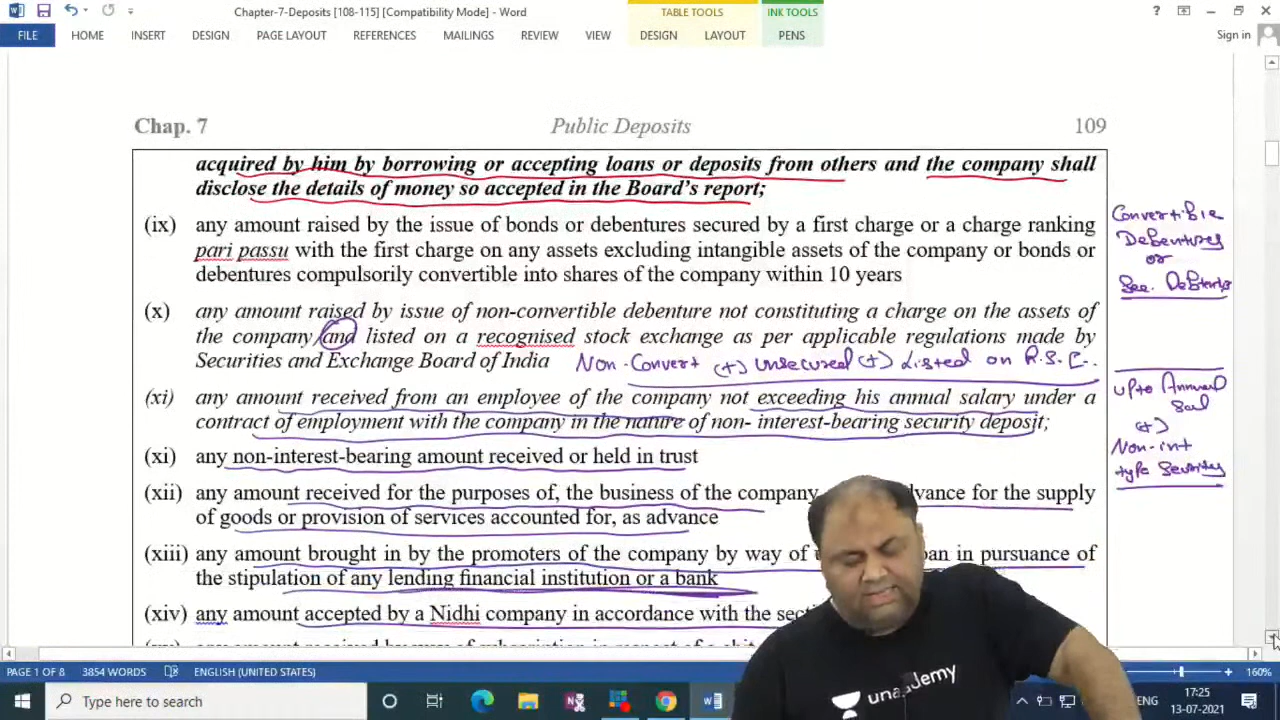 Chapter-7-Deposits [108-115] [Compatibility Mode] - Word
TABLE TOOLS
INK TOOLS
FILE HOME INSERT DESIGN PAGE LAYOUT REFERENCES MAILINGS REVIEW VIEW DESIGN LAYOUT PENS Sign in
Chap. 7 Public Deposits 109
acquired by him by borrowing or accepting loans or deposits from others and the company shall
disclose the details of money so accepted in the Board's report;
(ix) any amount raised by the issue of bonds or debentures secured by a first charge or a charge ranking
pari passu with the first charge on any assets excluding intangible assets of the company or bonds or
debentures compulsorily convertible into shares of the company within 10 years
Convertible
Debentures
or
Sec. Debtures
(x) any amount raised by issue of non-convertible debenture not constituting a charge on the assets of
the company and listed on a recognised stock exchange as per applicable regulations made by
Securities and Exchange Board of India
Non-Convert (+) unsecured (+) Listed on R.S.E..
(xi) any amount received from an employee of the company not exceeding his annual salary under a
contract of employment with the company in the nature of non- interest-bearing security deposit;
upto Annual
Sal
(+)
Non-int
type Security
(xi) any non-interest-bearing amount received or held in trust
(xii) any amount received for the purposes of, the business of the company dvance for the supply
of goods or provision of services accounted for, as advance
(xiii) any amount brought in by the promoters of the company by way of oan in pursuance of
the stipulation of any lending financial institution or a bank
(xiv) any amount accepted by a Nidhi company in accordance with the sect
unacademy
PAGE 1 OF 8 3854 WORDS ENGLISH (UNITED STATES) 160%
Type here to search
ENG
17:25
13-07-2021